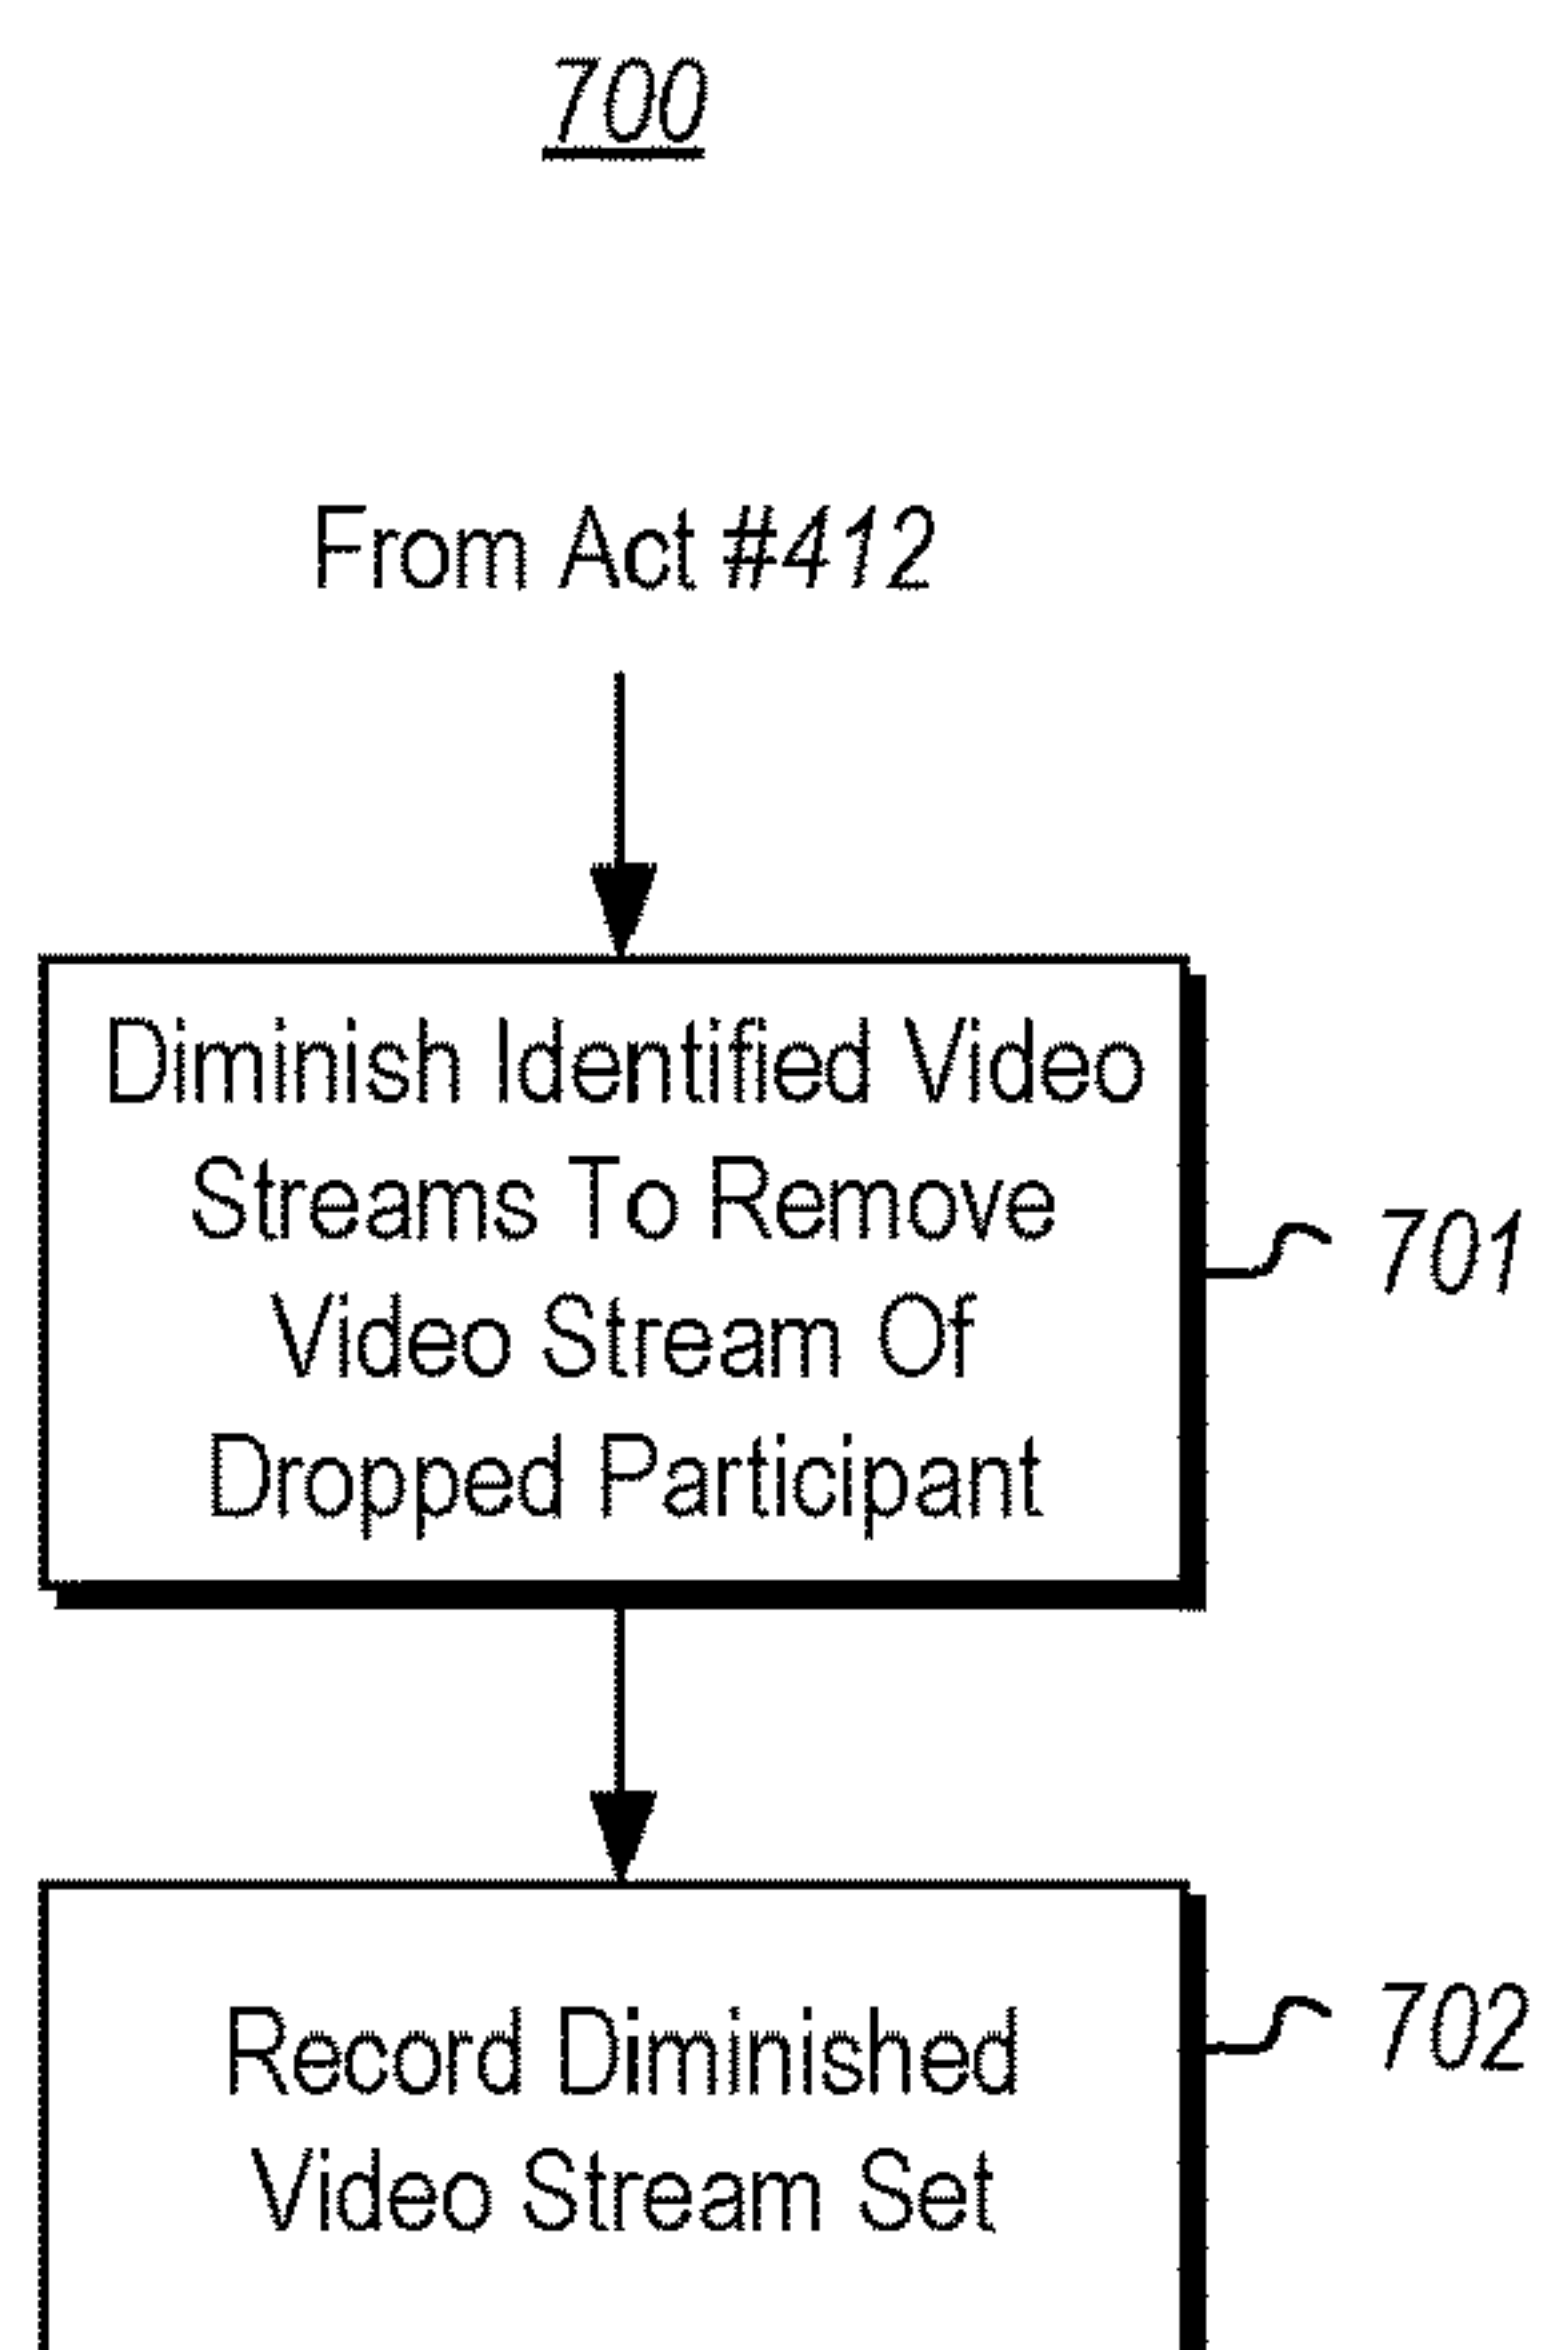 700
From Act #412
Diminish Identified Video
Streams To Remove
Video Stream Of
Dropped Participant
701
Record Diminished
Video Stream Set
702